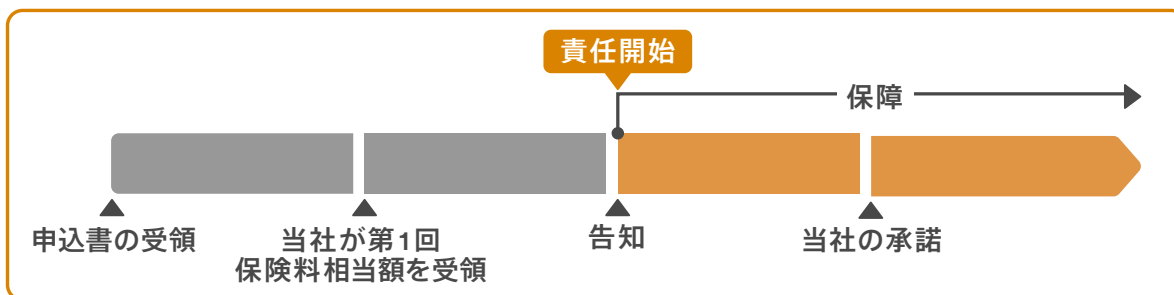 責任開始
保障
申込書の受領
当社が第1回
保険料相当額を受領
告知
当社の承諾